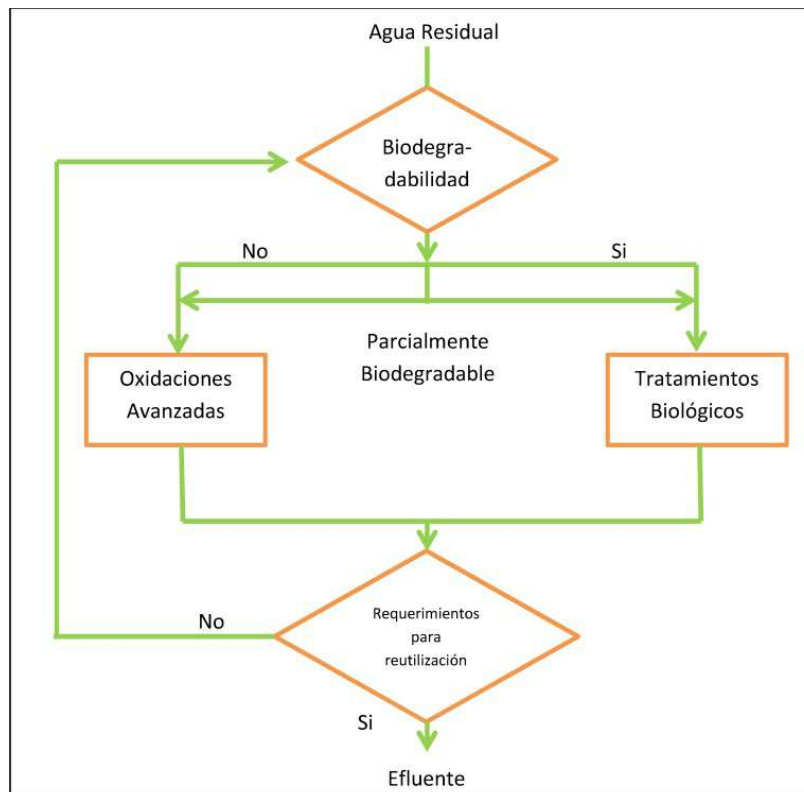 Agua Residual
Biodegra-
dabilidad
No
Si
Parcialmente
Biodegradable
Oxidaciones
Avanzadas
Tratamientos
Biológicos
Requerimientos
para
reutilización
No
Si
Efluente